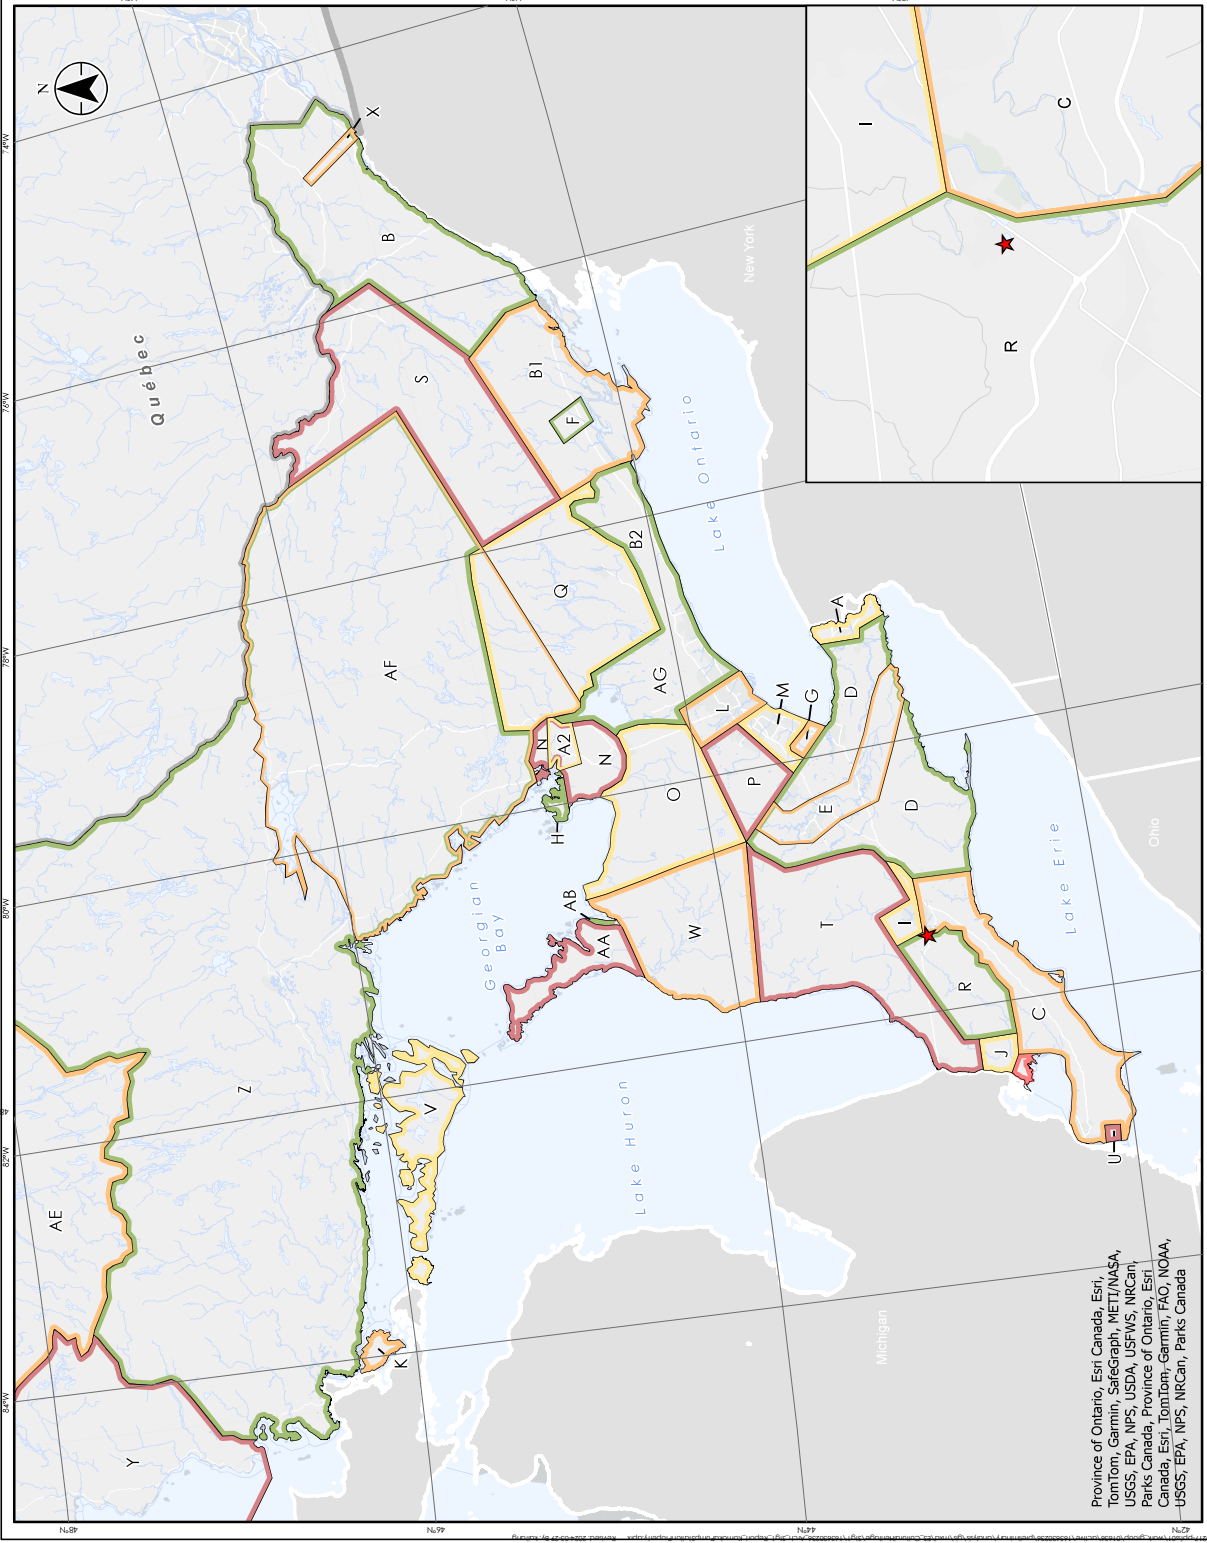 N
74°W
76°W
78°W
80°W
82°W
84°W
48°N
46°N
44°N
42°N
Québec
New York
Ohio
Michigan
Lake Ontario
Lake Erie
Lake Huron
Georgian
Bay
X
B
S
B1
F
B2
AF
Q
AG
A
L
M
G
D
N
A2
N
H
O
P
E
D
AB
AA
W
T
I
R
C
J
U
V
K
Z
AE
Y
I
C
R
Province of Ontario, Esri Canada, Esri,
TomTom, Garmin, SafeGraph, METI/NASA,
USGS, EPA, NPS, USDA, USFWS, NRCan,
Parks Canada, Province of Ontario, Esri
Canada, Esri, TomTom, Garmin, FAO, NOAA,
USGS, EPA, NPS, NRCan, Parks Canada